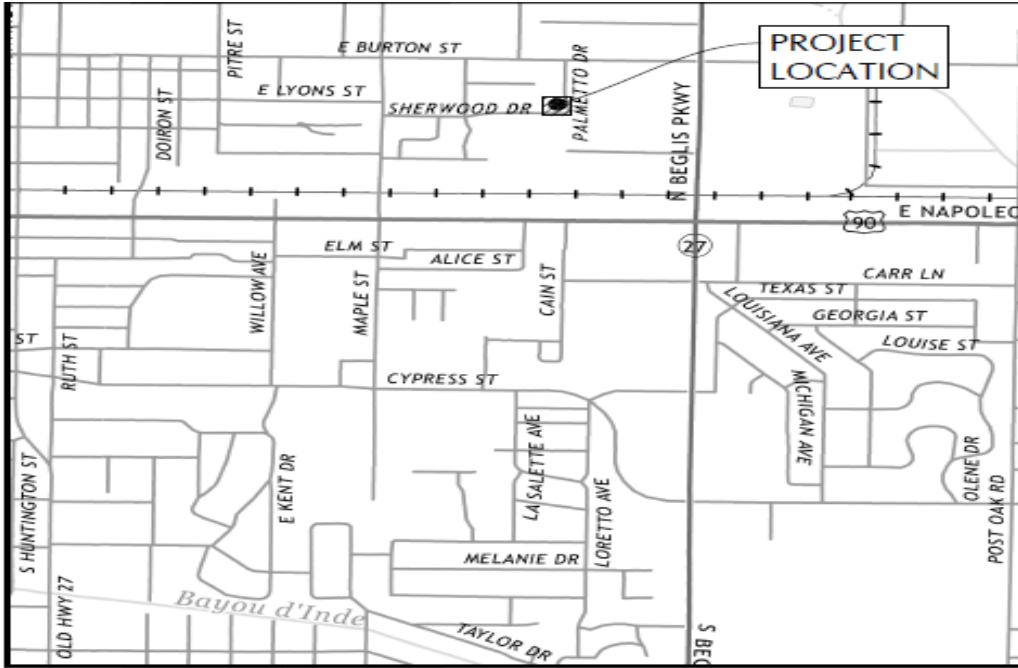 E BURTON ST
PITRE ST
PALMETTO DR
PROJECT
LOCATION
E LYONS ST
SHERWOOD DR
DOIRON ST
N BEGLIS PKWY
E NAPOLEO
90
27
ELM ST
ALICE ST
CARR LN
WILLOW AVE
MAPLE ST
CAIN ST
TEXAS ST
LOUISIANA AVE
GEORGIA ST
ST
LOUISE ST
RUTH ST
CYPRESS ST
MICHIGAN AVE
S HUNTINGTON ST
E KENT DR
LA SALETTE AVE
LORETTO AVE
OLENE DR
POST OAK RD
MELANIE DR
OLD HWY 27
Bayou d'Inde
TAYLOR DR
S BEG